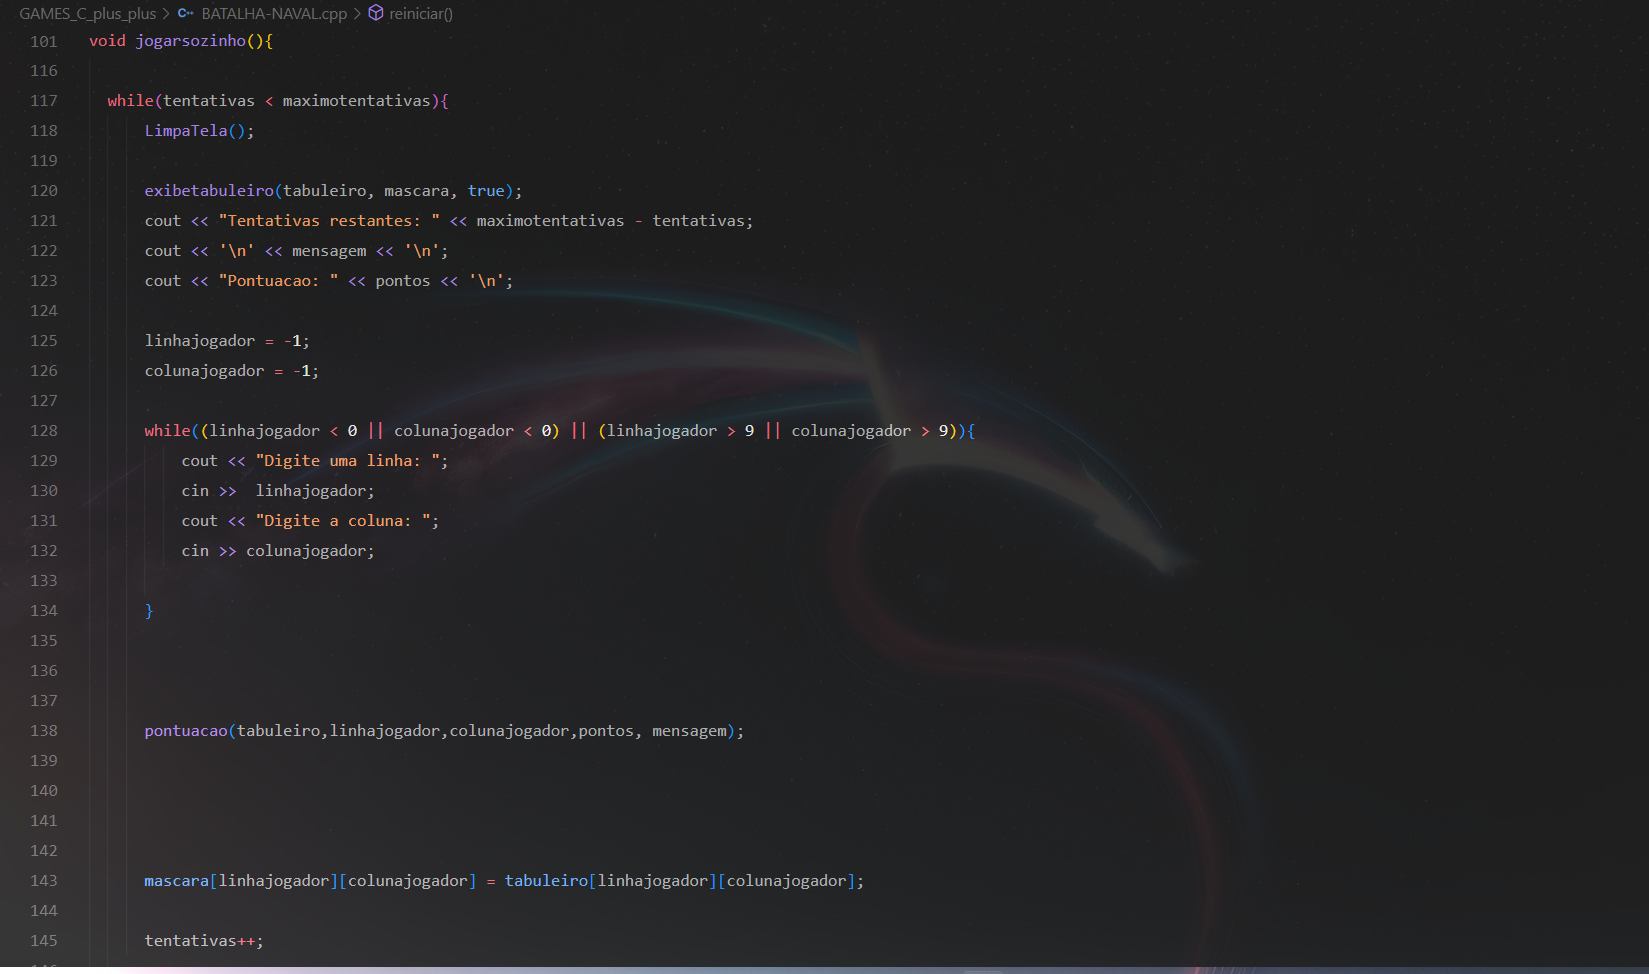 GAMES_C_plus_plus > C++ BATALHA-NAVAL.cpp > reiniciar()
101 void jogarsozinho(){
116
117 while(tentativas < maximotentativas){
118 LimpaTela();
119
120 exibetabuleiro(tabuleiro, mascara, true);
121 cout << "Tentativas restantes: " << maximotentativas - tentativas;
122 cout << '\n' << mensagem << '\n';
123 cout << "Pontuacao: " << pontos << '\n';
124
125 linhajogador = -1;
126 colunajogador = -1;
127
128 while((linhajogador < 0 || colunajogador < 0) || (linhajogador > 9 || colunajogador > 9)){
129 cout << "Digite uma linha: ";
130 cin >>  linhajogador;
131 cout << "Digite a coluna: ";
132 cin >> colunajogador;
133
134 }
135
136
137
138 pontuacao(tabuleiro,linhajogador,colunajogador,pontos, mensagem);
139
140
141
142
143 mascara[linhajogador][colunajogador] = tabuleiro[linhajogador][colunajogador];
144
145 tentativas++;